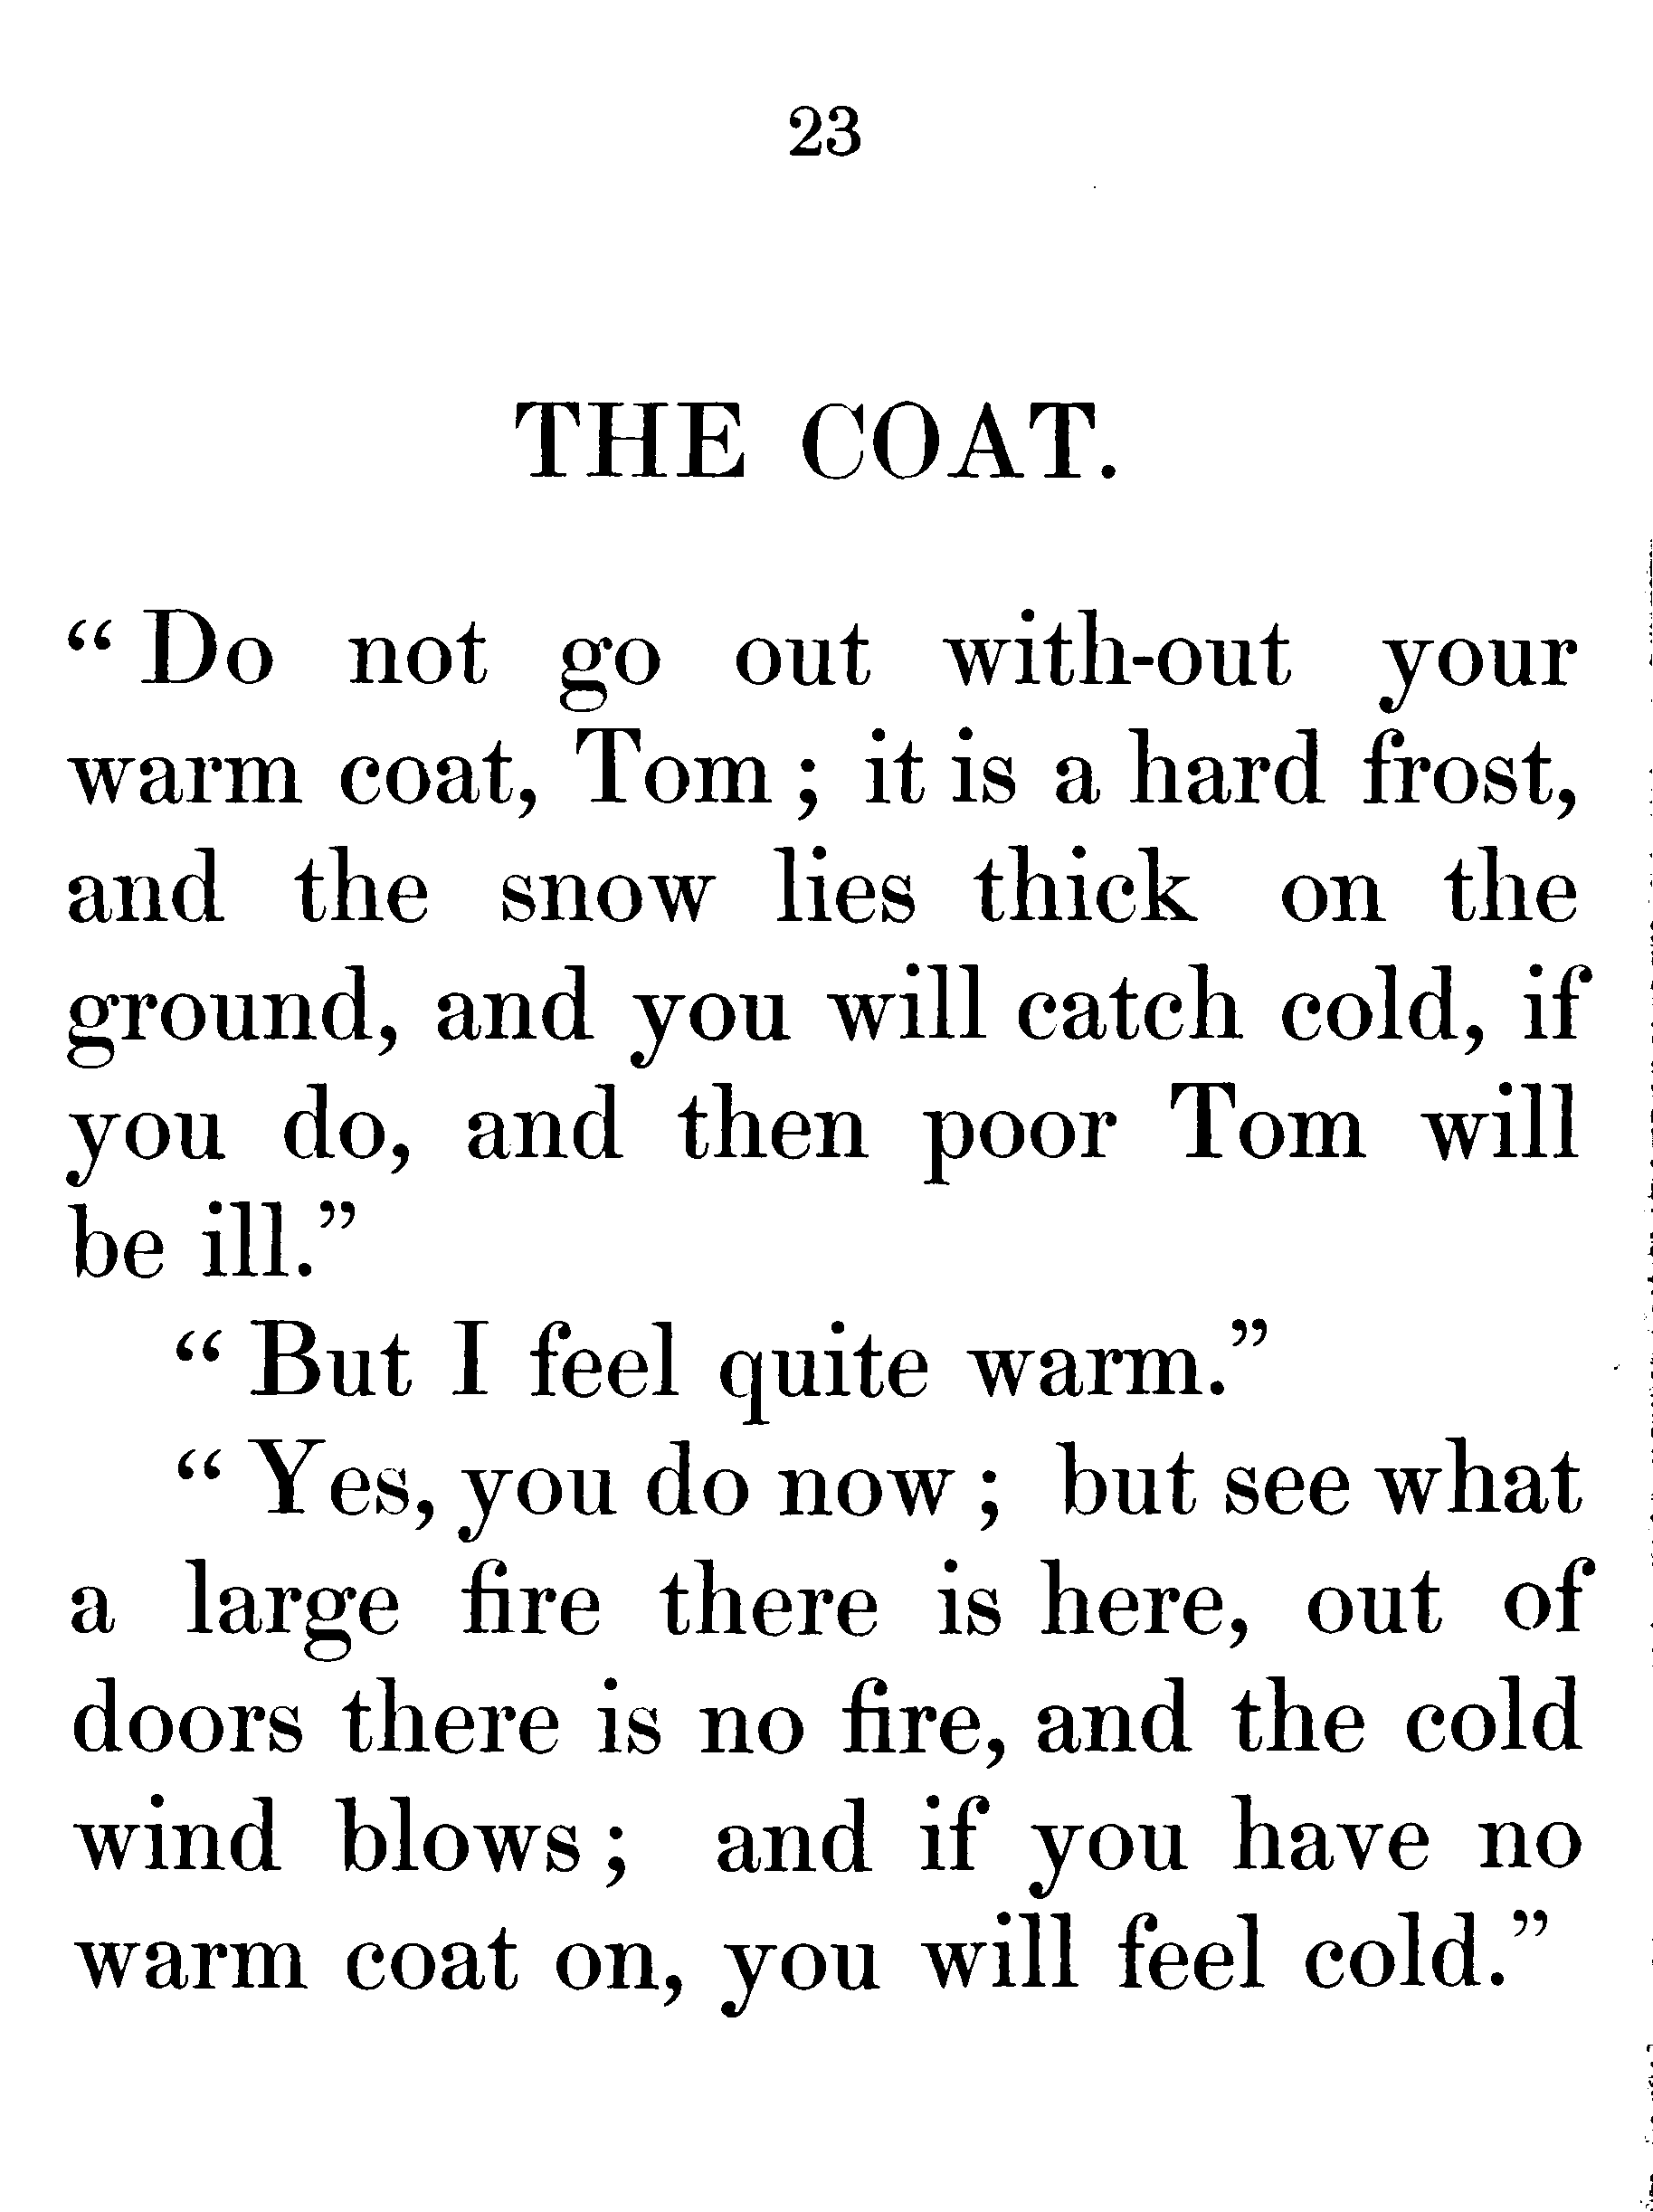 23
THE COAT.
“ Do not go out with-out your
warm coat, Tom ; it is a hard frost,
and the snow lies thick on the
ground, and you will catch cold, if
you do, and then poor Tom will
be ill.”
“ But I feel quite warm.”
“ Yes, you do now ; but see what
a large fire there is here, out of
doors there is no fire, and the cold
wind blows ; and if you have no
warm coat on, you will feel cold.”